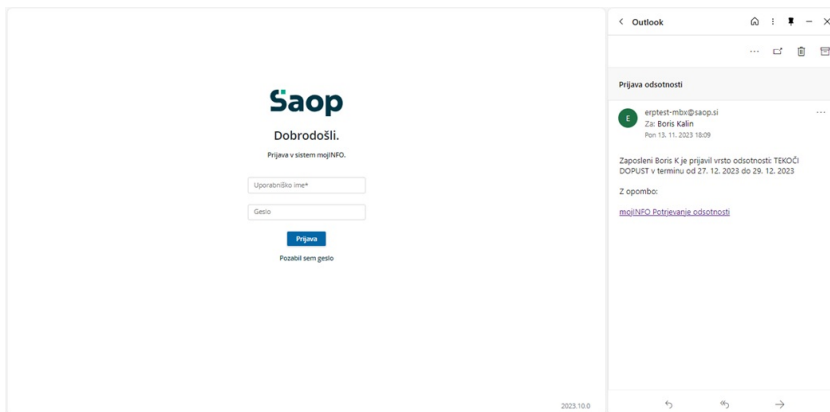 Saop
Dobrodošli.
Prijava v sistem mojINFO.
Uporabniško ime*
Geslo
Prijava
Pozabil sem geslo
2023.10.0
Outlook
Prijava odsotnosti
E
erptest-mbx@saop.si
Za: Boris Kalin
Pon 13. 11. 2023 18:09
Zaposleni Boris K je prijavil vrsto odsotnosti: TEKOČI
DOPUST v terminu od 27. 12. 2023 do 29. 12. 2023
Z opombo:
mojINFO Potrjevanje odsotnosti